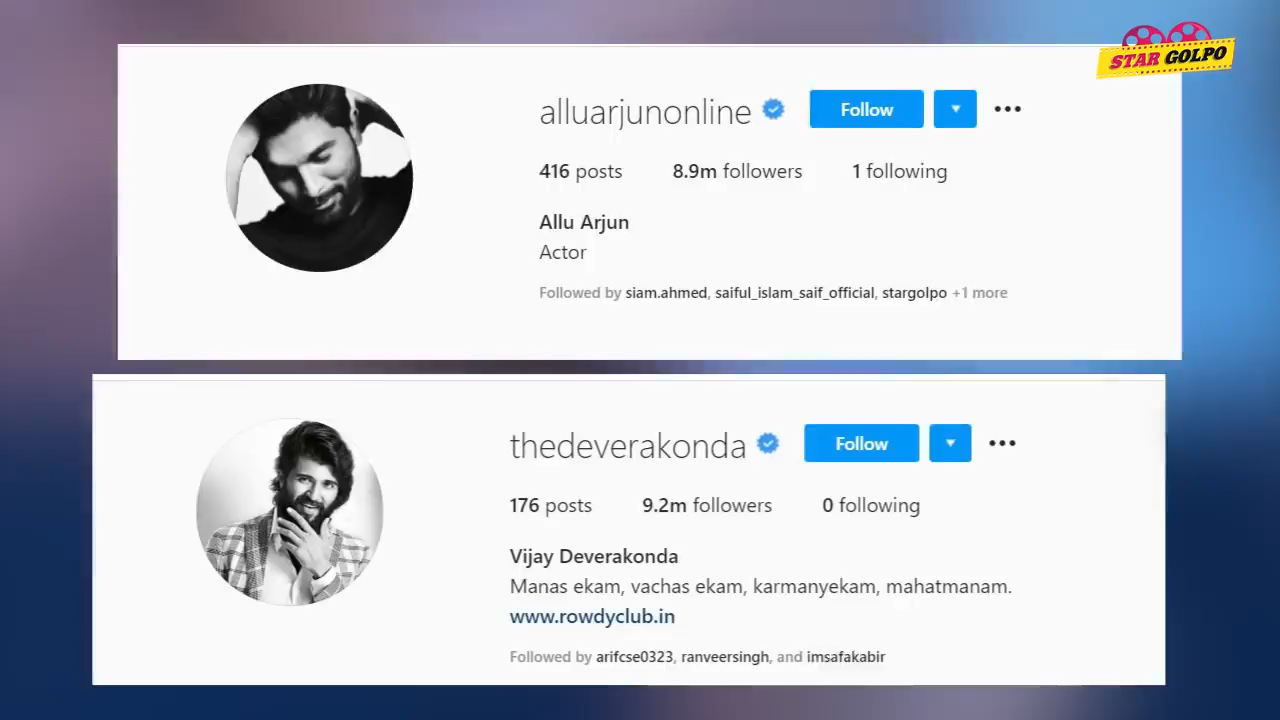 STAR GOLPO
alluarjunonline Follow
416 posts 8.9m followers 1 following
Allu Arjun
Actor
Followed by siam.ahmed, saiful_islam_saif_official, stargolpo +1 more
thedeverakonda Follow
176 posts 9.2m followers 0 following
Vijay Deverakonda
Manas ekam, vachas ekam, karmanyekam, mahatmanam.
www.rowdyclub.in
Followed by arifcse0323, ranveersingh, and imsafakabir